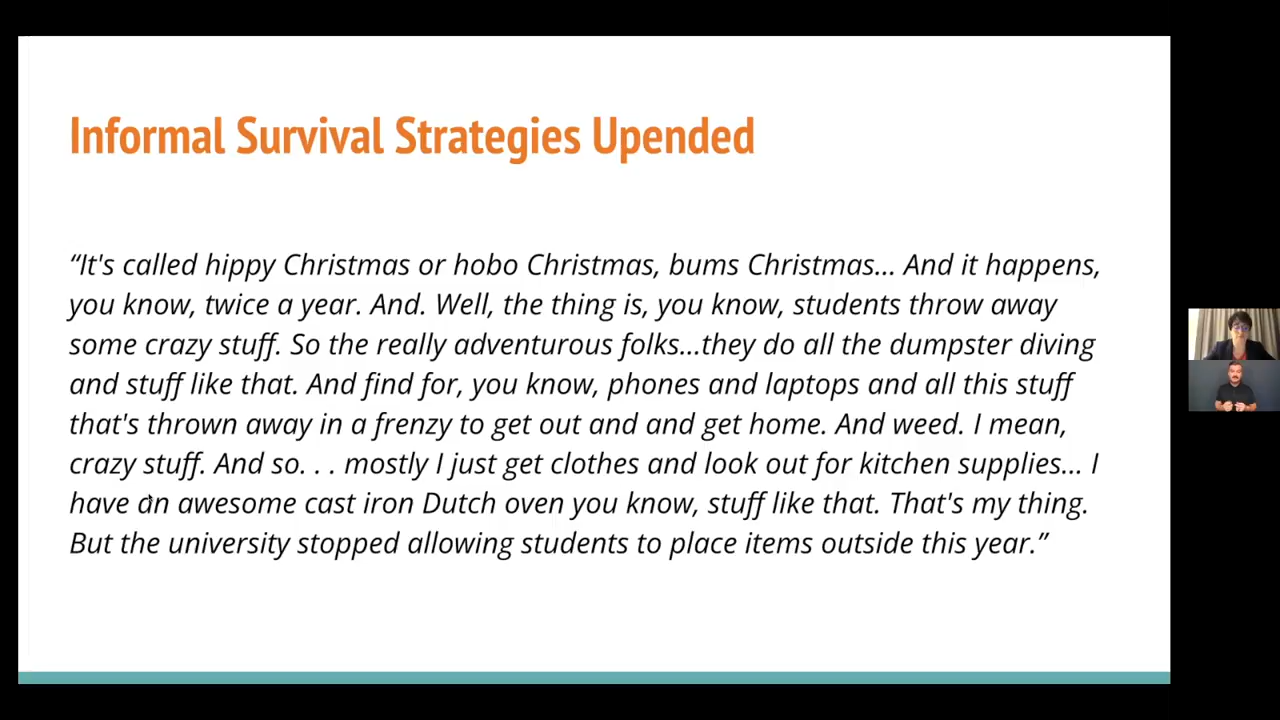 Informal Survival Strategies Upended
“It's called hippy Christmas or hobo Christmas, bums Christmas... And it happens,
you know, twice a year. And. Well, the thing is, you know, students throw away
some crazy stuff. So the really adventurous folks...they do all the dumpster diving
and stuff like that. And find for, you know, phones and laptops and all this stuff
that's thrown away in a frenzy to get out and and get home. And weed. I mean,
crazy stuff. And so. . . mostly I just get clothes and look out for kitchen supplies... I
have an awesome cast iron Dutch oven you know, stuff like that. That's my thing.
But the university stopped allowing students to place items outside this year.”